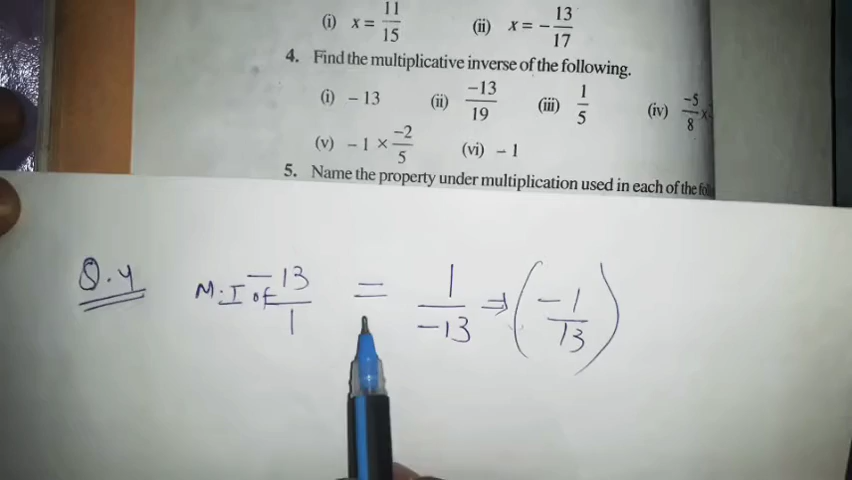 (i) x = 11/15 (ii) x = -13/17
4. Find the multiplicative inverse of the following.
(i) -13 (ii) -13/19 (iii) 1/5 (iv) -5/8 ×
(v) -1 × -2/5 (vi) -1
5. Name the property under multiplication used in each of the
Q.4 M.I of -13/1 = 1/-13 ⇒ (-1/13)